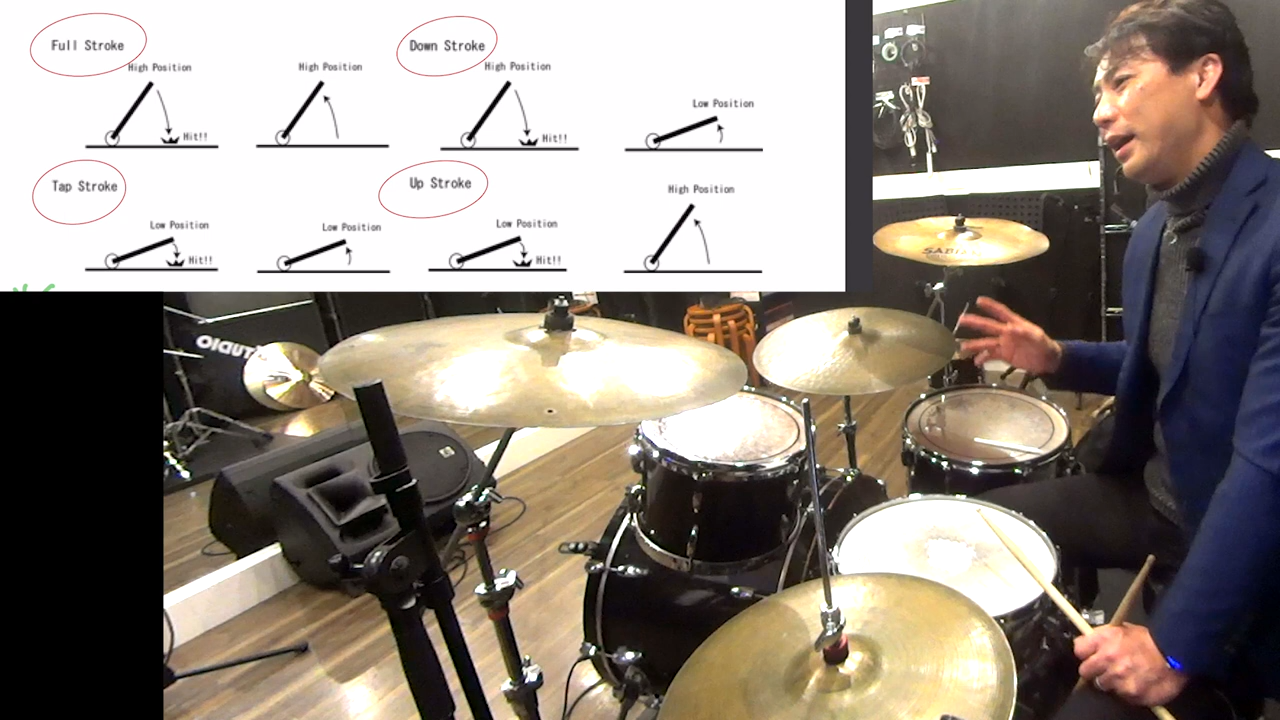 Full Stroke
High Position
Hit!!
High Position
Down Stroke
High Position
Hit!!
Low Position
Tap Stroke
Low Position
Hit!!
Low Position
Up Stroke
Low Position
Hit!!
High Position
SABIAN